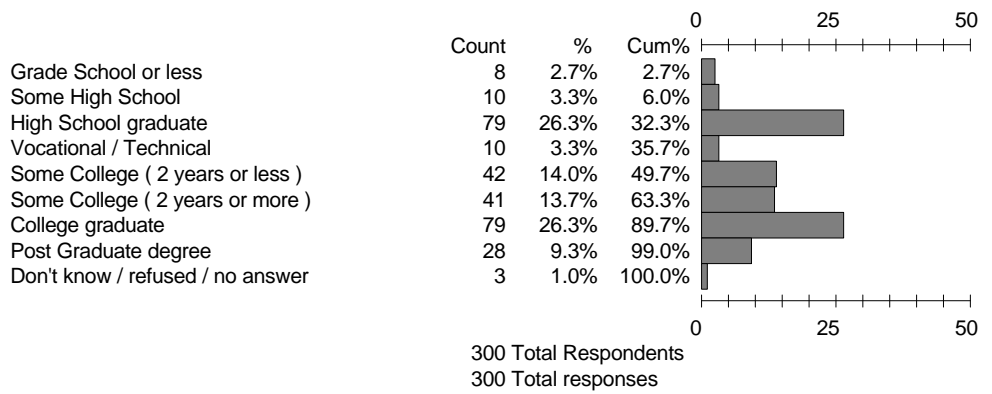 0 25 50
Count % Cum%
Grade School or less 8 2.7% 2.7%
Some High School 10 3.3% 6.0%
High School graduate 79 26.3% 32.3%
Vocational / Technical 10 3.3% 35.7%
Some College ( 2 years or less ) 42 14.0% 49.7%
Some College ( 2 years or more ) 41 13.7% 63.3%
College graduate 79 26.3% 89.7%
Post Graduate degree 28 9.3% 99.0%
Don't know / refused / no answer 3 1.0% 100.0%
0 25 50
300 Total Respondents
300 Total responses